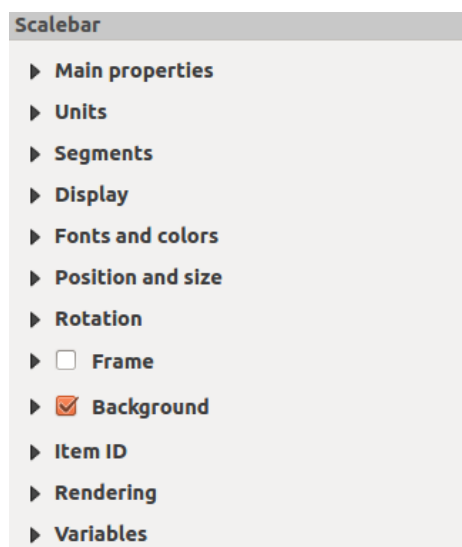 Scalebar
Main properties
Units
Segments
Display
Fonts and colors
Position and size
Rotation
Frame
Background
Item ID
Rendering
Variables